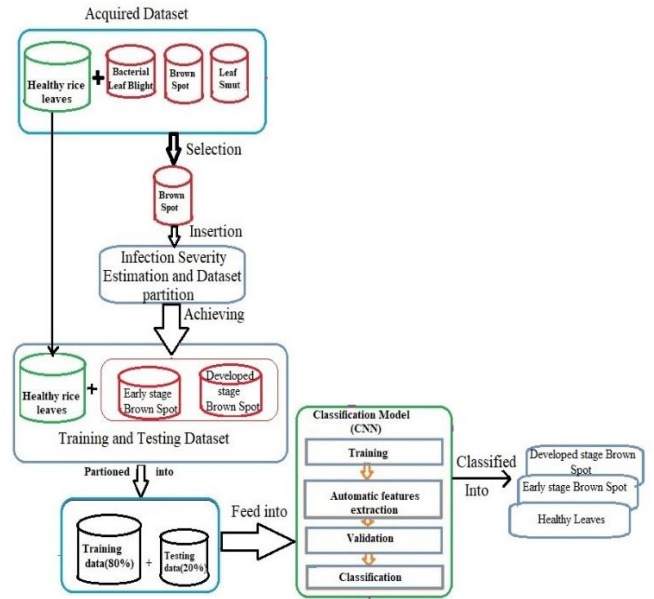 Acquired Dataset
Healthy rice
leaves
+
Bacterial
Leaf Blight
Brown
Spot
Leaf
Smut
Selection
Brown
Spot
Insertion
Infection Severity
Estimation and Dataset
partition
Achieving
Healthy rice
leaves
+
Early stage
Brown Spot
Developed
stage
Brown Spot
Training and Testing Dataset
Partioned into
Training
data(80%)
+
Testing
data(20%)
Feed into
Classification Model
(CNN)
Training
Automatic features
extraction
Validation
Classification
Classified
Into
Developed stage Brown
Spot
Early stage Brown Spot
Healthy Leaves